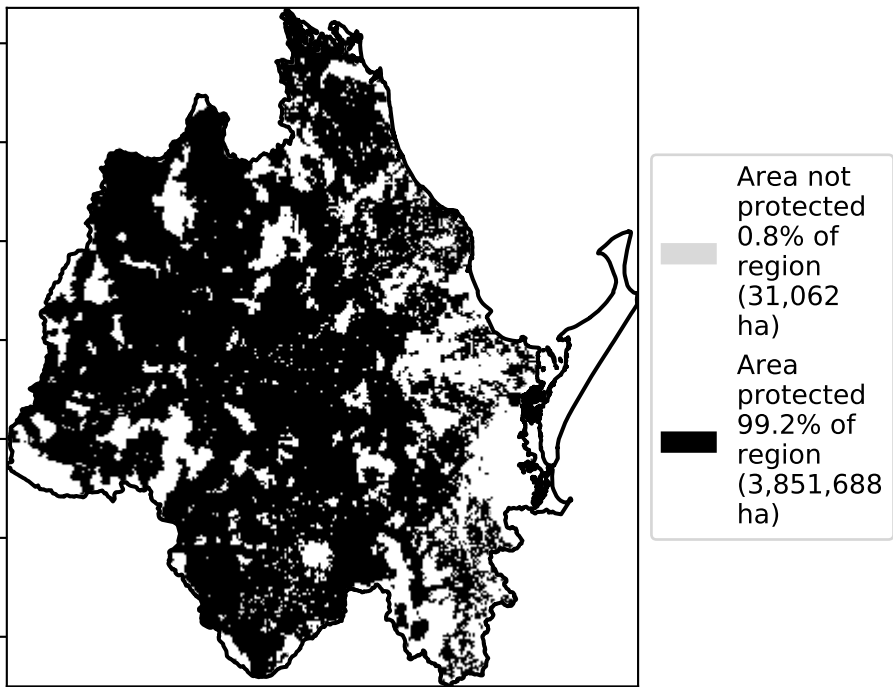 Area not
protected
0.8% of
region
(31,062
ha)
Area
protected
99.2% of
region
(3,851,688
ha)